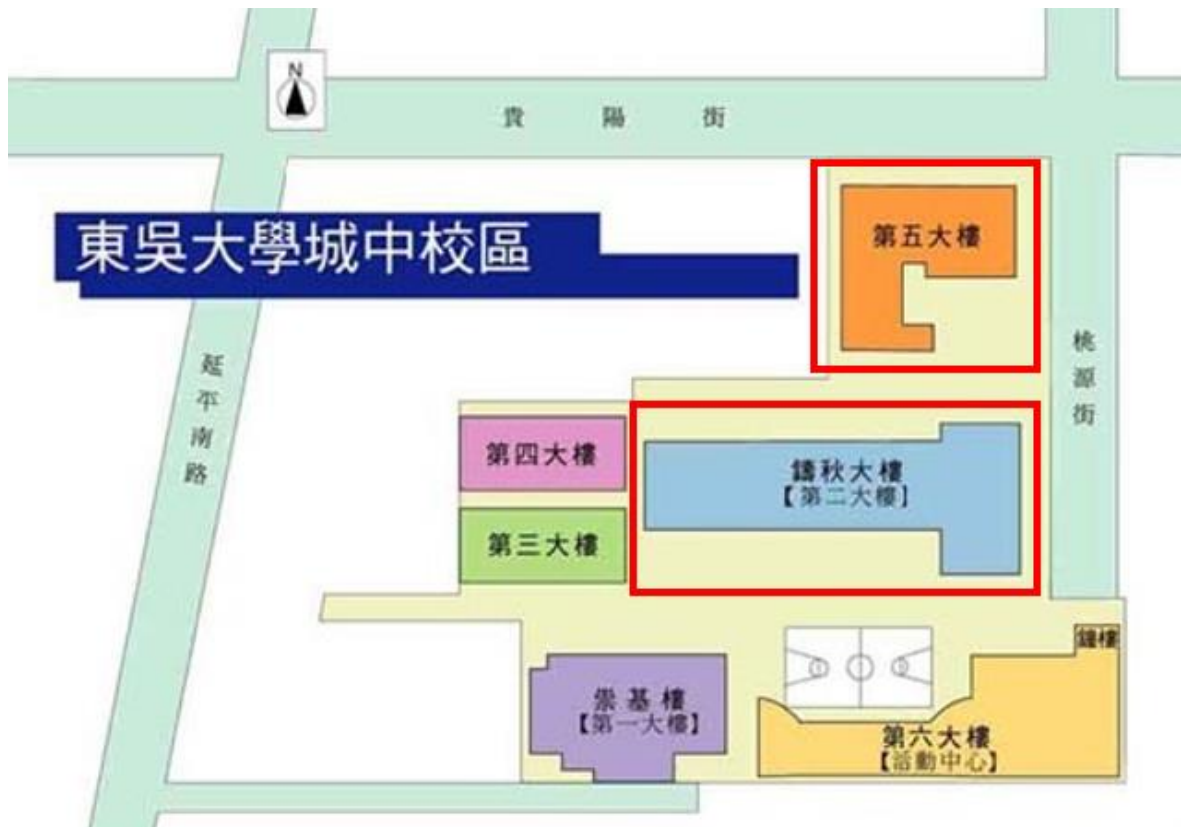 N
貴陽街
東吳大學城中校區
第五大樓
延平南路
桃源街
第四大樓
鑄秋大樓
【第二大樓】
第三大樓
鐘樓
崇基樓
【第一大樓】
第六大樓
【活動中心】